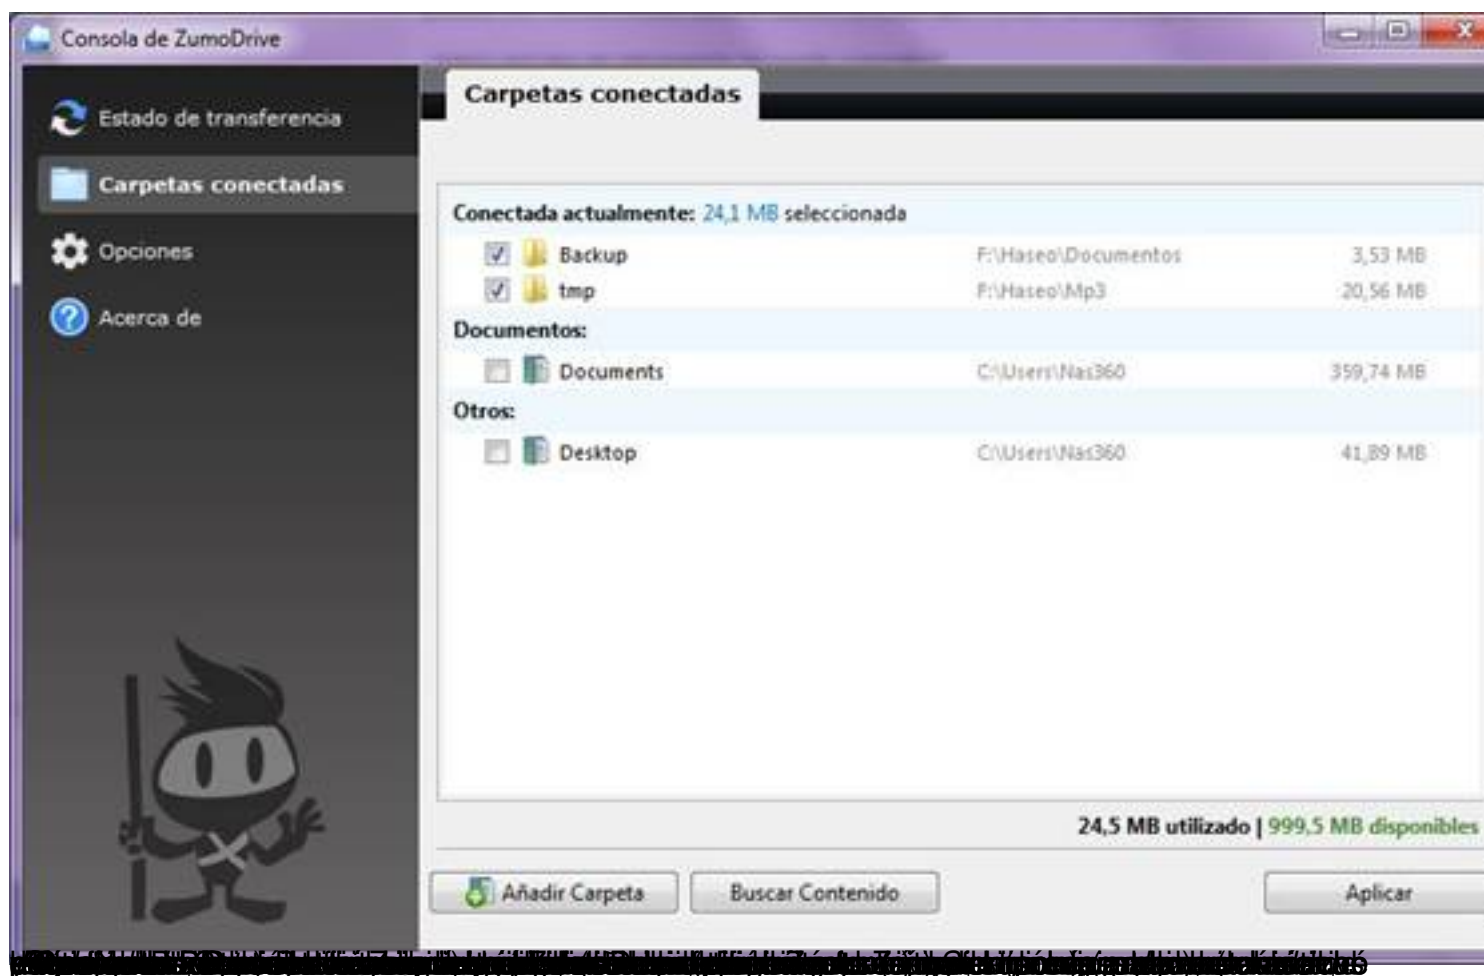 Consola de ZumoDrive
Estado de transferencia
Carpetas conectadas
Opciones
Acerca de
Carpetas conectadas
Conectada actualmente: 24,1 MB seleccionada
Backup F:\Haseo\Documentos 3,53 MB
tmp F:\Haseo\Mp3 20,56 MB
Documentos:
Documents C:\Users\Nas360 359,74 MB
Otros:
Desktop C:\Users\Nas360 41,89 MB
24,5 MB utilizado | 999,5 MB disponibles
Añadir Carpeta
Buscar Contenido
Aplicar